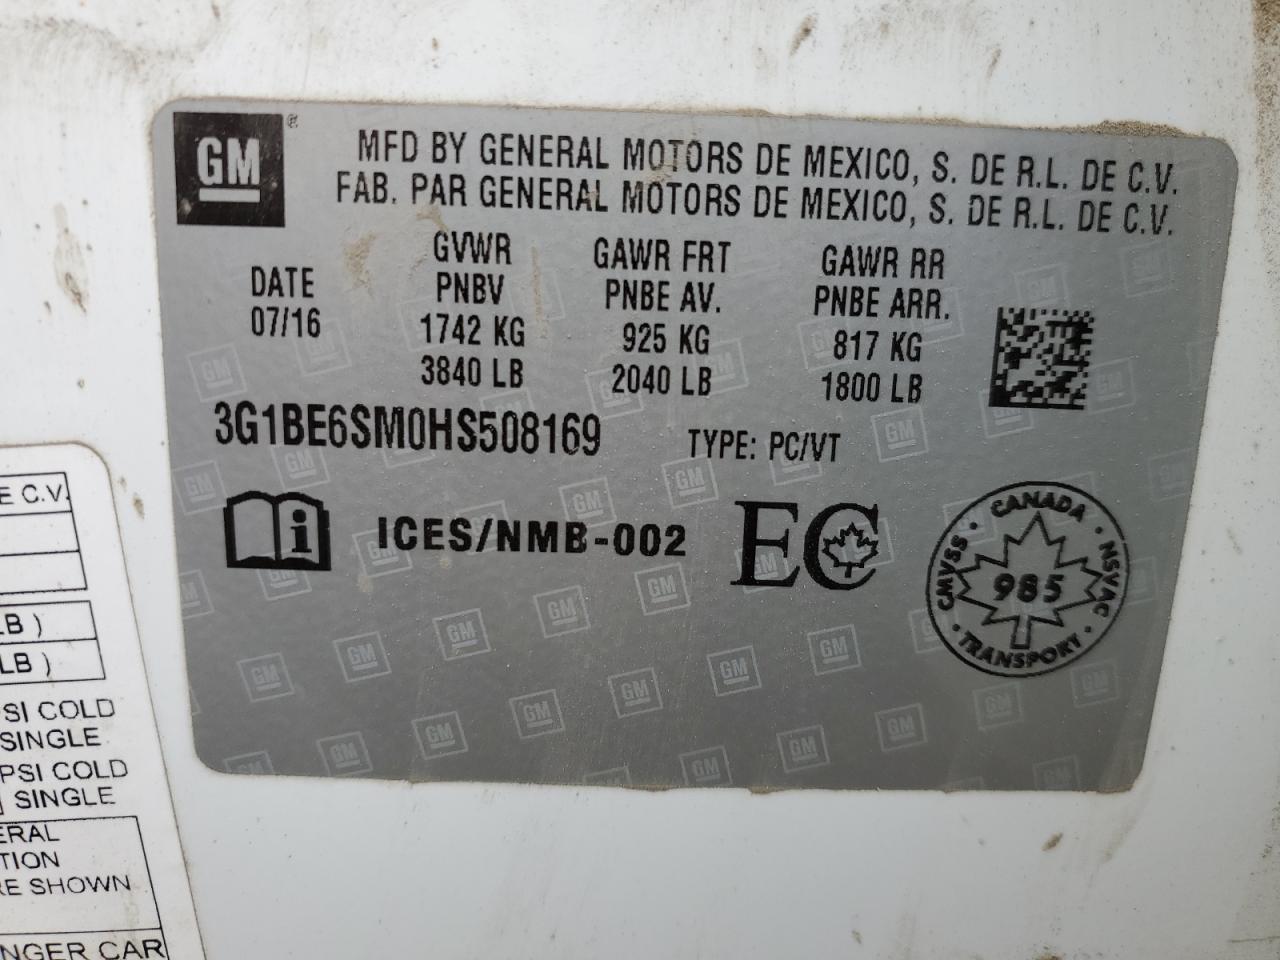 GM
MFD BY GENERAL MOTORS DE MEXICO, S. DE R.L. DE C.V.
FAB. PAR GENERAL MOTORS DE MEXICO, S. DE R.L. DE C.V.
DATE
07/16
GVWR
PNBV
1742 KG
3840 LB
GAWR FRT
PNBE AV.
925 KG
2040 LB
GAWR RR
PNBE ARR.
817 KG
1800 LB
3G1BE6SM0HS508169
TYPE: PC/VT
i ICES/NMB-002
EC
CANADA
CMVSS
NSVAC
985
TRANSPORT
E C.V.
LB )
LB )
SI COLD
SINGLE
PSI COLD
SINGLE
ERAL
TION
RE SHOWN
NGER CAR